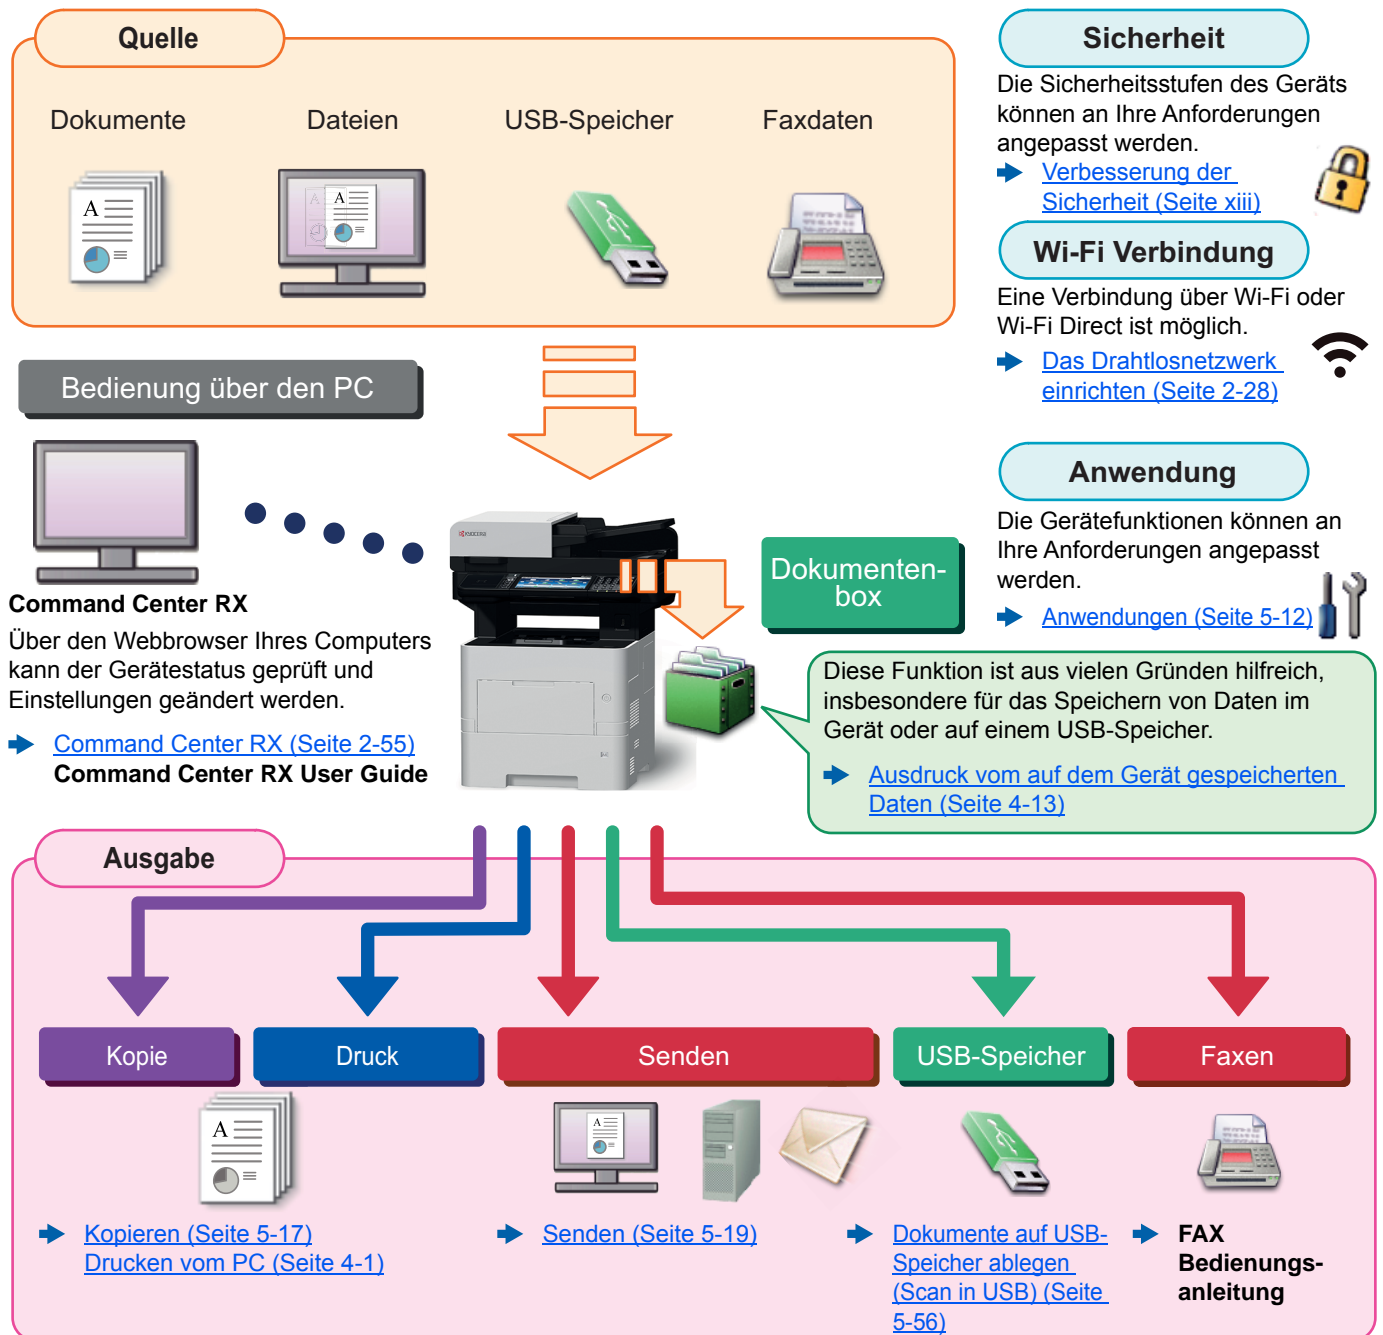 Quelle
Dokumente
Dateien
USB-Speicher
Faxdaten
A
A
A
Sicherheit
Die Sicherheitsstufen des Geräts
können an Ihre Anforderungen
angepasst werden.
Verbesserung der
Sicherheit (Seite xiii)
Wi-Fi Verbindung
Eine Verbindung über Wi-Fi oder
Wi-Fi Direct ist möglich.
Das Drahtlosnetzwerk
einrichten (Seite 2-28)
Anwendung
Die Gerätefunktionen können an
Ihre Anforderungen angepasst
werden.
Anwendungen (Seite 5-12)
Bedienung über den PC
Command Center RX
Über den Webbrowser Ihres Computers
kann der Gerätestatus geprüft und
Einstellungen geändert werden.
Command Center RX (Seite 2-55)
Command Center RX User Guide
KYOCERA
Dokumenten-
box
Diese Funktion ist aus vielen Gründen hilfreich,
insbesondere für das Speichern von Daten im
Gerät oder auf einem USB-Speicher.
Ausdruck vom auf dem Gerät gespeicherten
Daten (Seite 4-13)
Ausgabe
Kopie
Druck
Senden
USB-Speicher
Faxen
A
A
Kopieren (Seite 5-17)
Drucken vom PC (Seite 4-1)
Senden (Seite 5-19)
Dokumente auf USB-
Speicher ablegen
(Scan in USB) (Seite
5-56)
FAX
Bedienungs-
anleitung